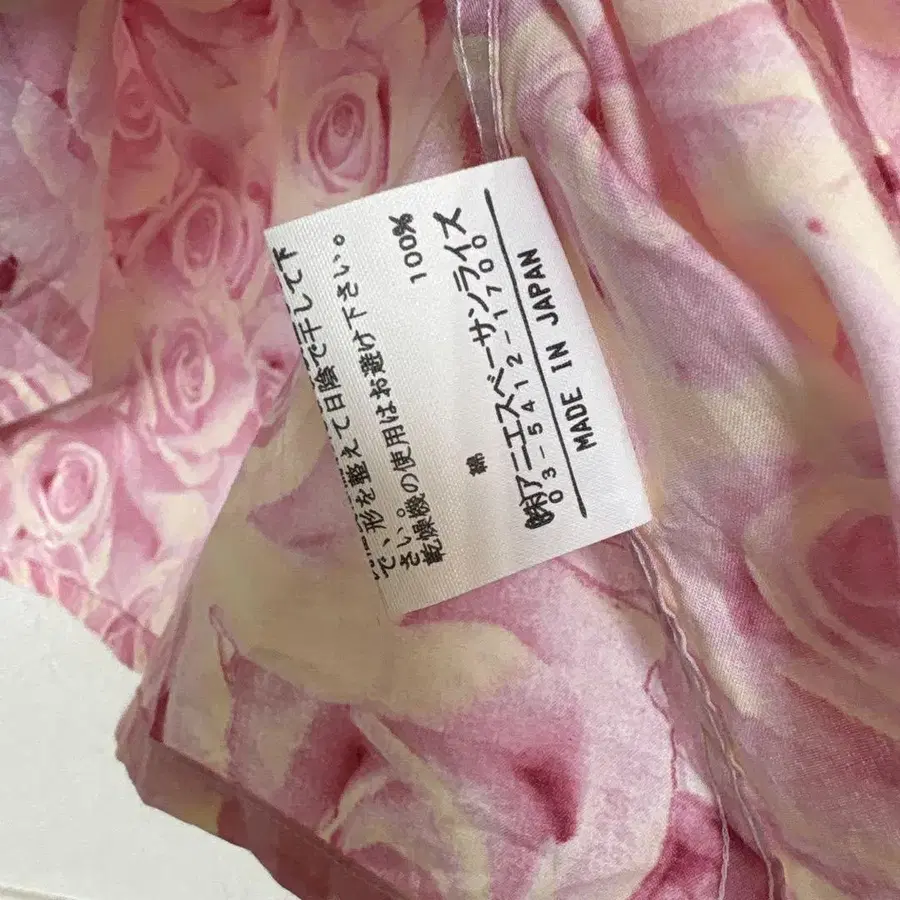 で、形を整えて日陰で干して下
さい。
乾燥機の使用はお避け下さい。
綿 100%
㈱アニエスベーサンライズ
03-5412-1700
MADE IN JAPAN